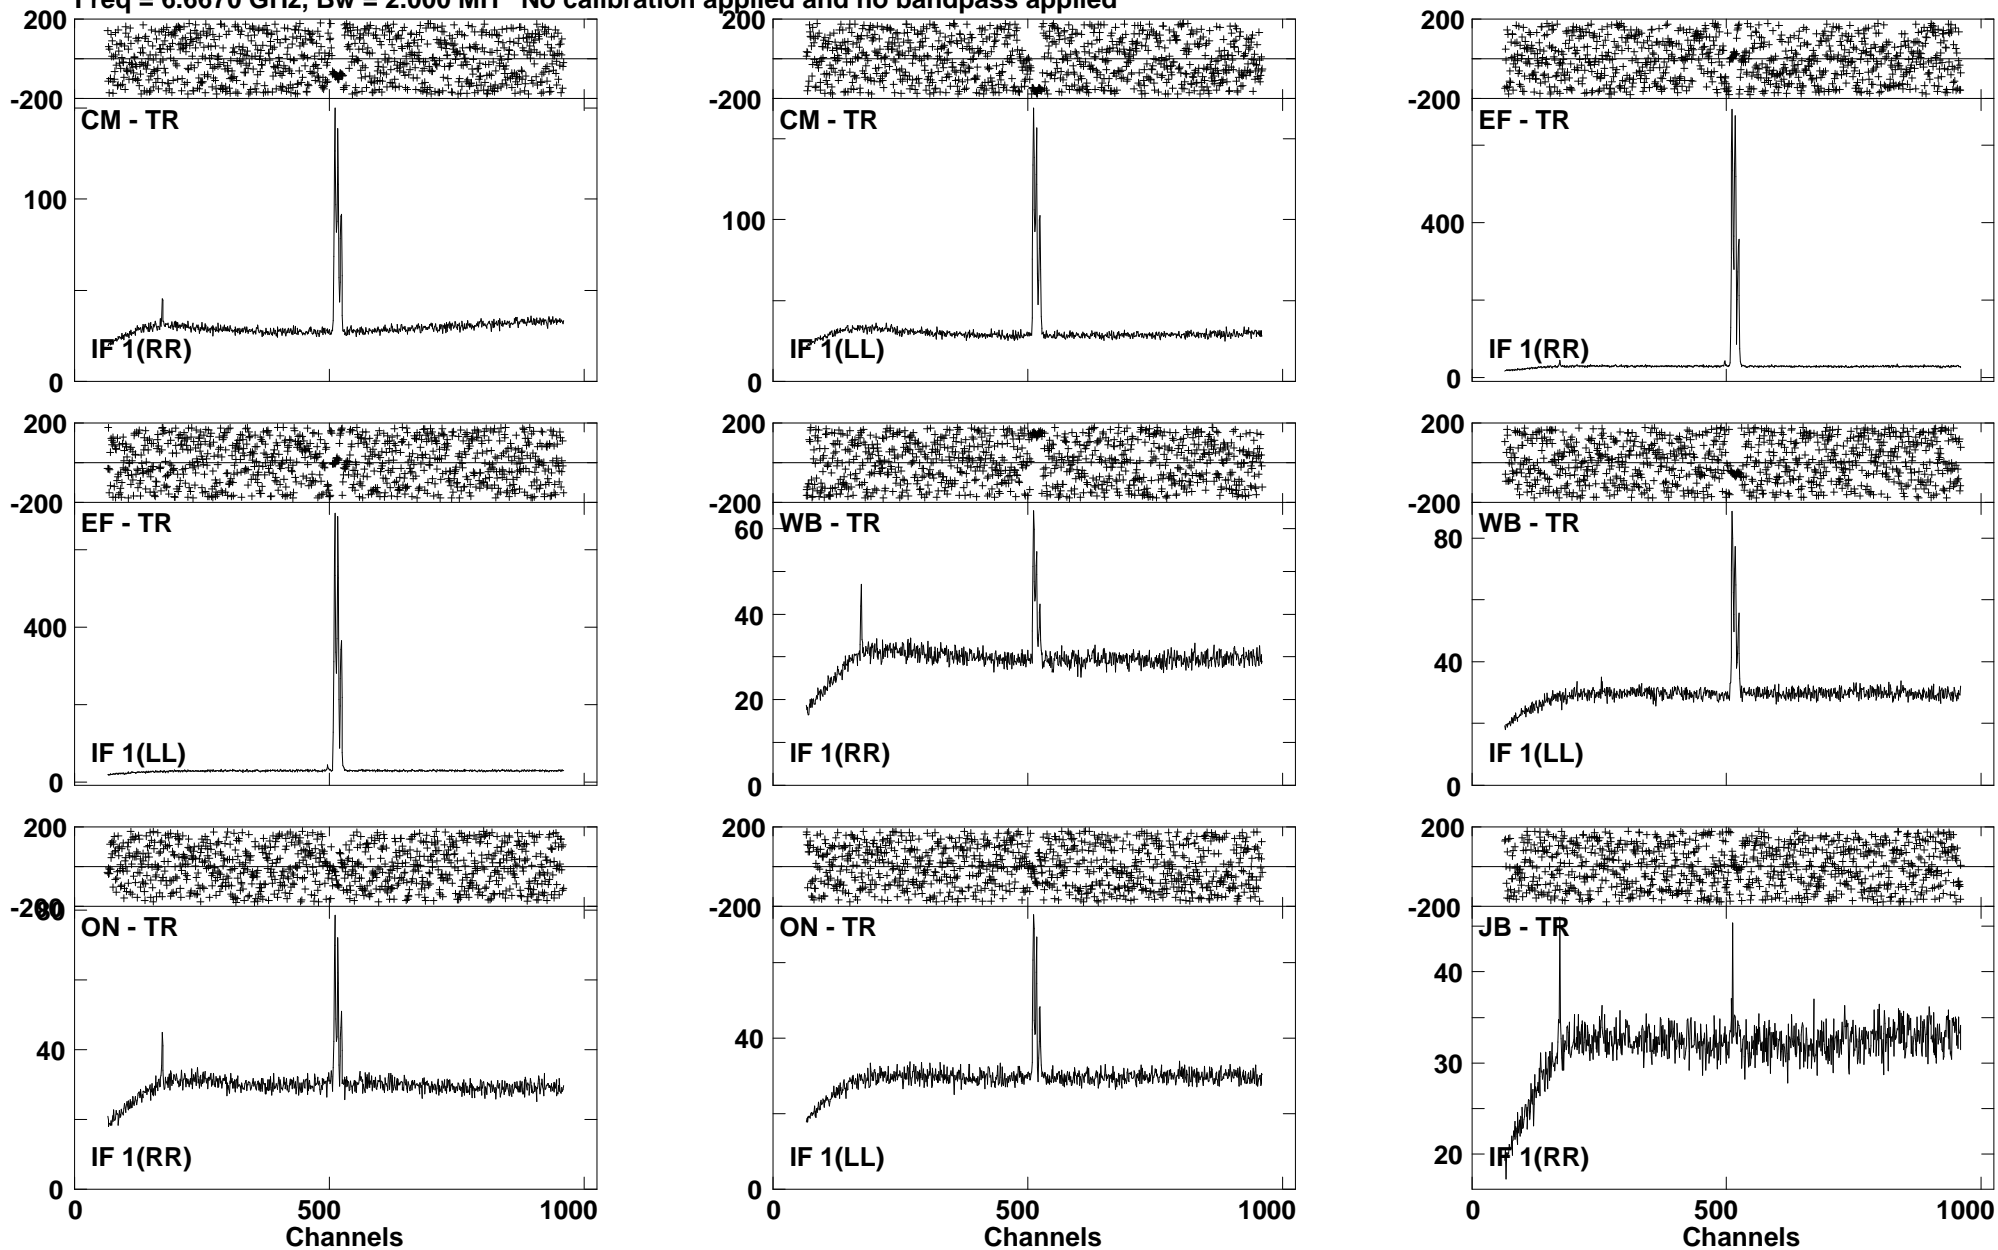 Freq = 6.6670 GHz, Bw = 2.000 MH No calibration applied and no bandpass applied
200 200 200
-200 -200 -200
CM - TR CM - TR EF - TR
100 100 400
IF 1(RR) IF 1(LL) IF 1(RR)
0 0 0
200 200 200
-200 -200 -200
EF - TR WB - TR WB - TR
60 80
400 40 40
20
IF 1(LL) IF 1(RR) IF 1(LL)
0 0 0
200 200 200
-200 -200 -200
80
ON - TR ON - TR JB - TR
40 40 40
30
IF 1(RR) IF 1(LL) 20 IF 1(RR)
0 0
0 500 1000 0 500 1000 0 500 1000
Channels Channels Channels